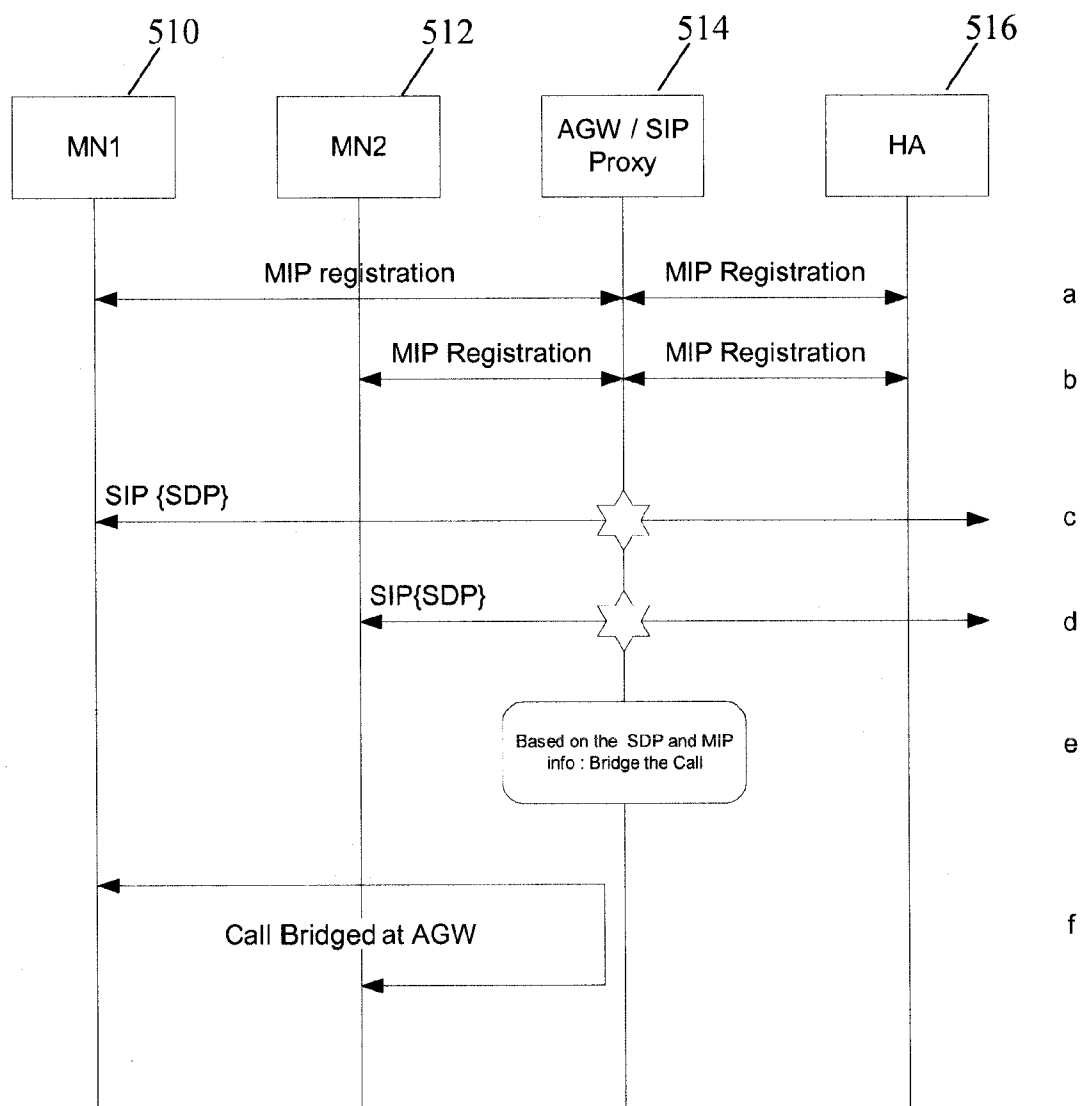 510
512
514
516
MN1
MN2
AGW / SIP
Proxy
HA
MIP registration
MIP Registration
a
MIP Registration
MIP Registration
b
SIP {SDP}
c
SIP{SDP}
d
Based on the SDP and MIP
info : Bridge the Call
e
Call Bridged at AGW
f